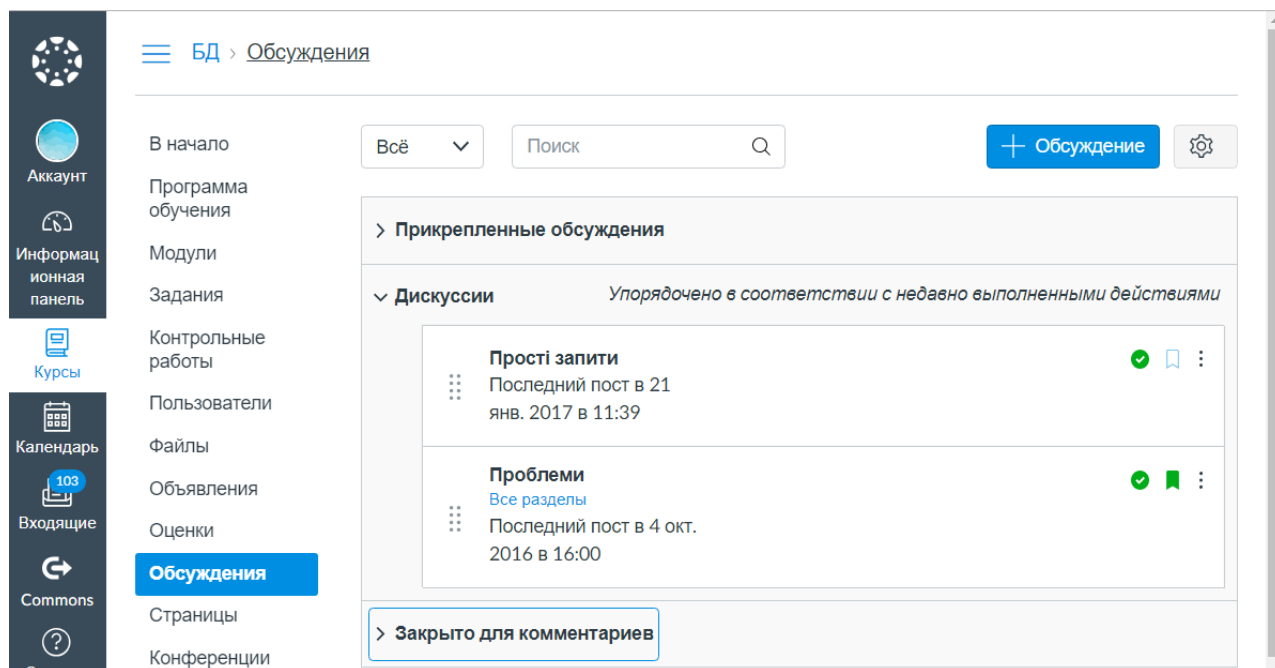 БД › Обсуждения
Аккаунт
Информац
ионная
панель
Курсы
Календарь
103
Входящие
Commons
В начало
Программа
обучения
Модули
Задания
Контрольные
работы
Пользователи
Файлы
Объявления
Оценки
Обсуждения
Страницы
Конференции
Всё
Поиск
+ Обсуждение
Прикрепленные обсуждения
Дискуссии
Упорядочено в соответствии с недавно выполненными действиями
Прості запити
Последний пост в 21
янв. 2017 в 11:39
Проблеми
Все разделы
Последний пост в 4 окт.
2016 в 16:00
Закрыто для комментариев